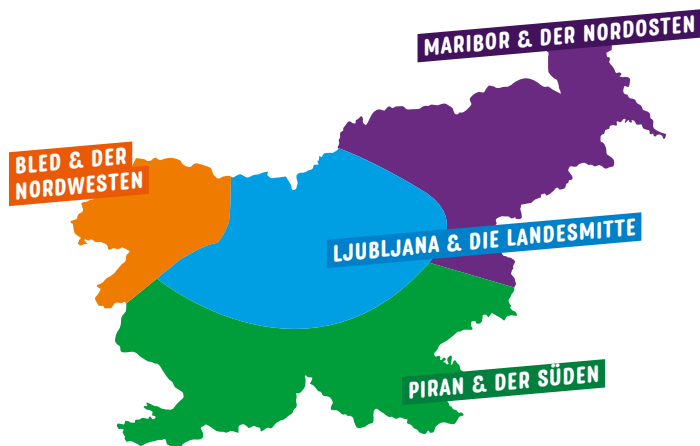 MARIBOR & DER NORDOSTEN
BLED & DER
NORDWESTEN
LJUBLJANA & DIE LANDESMITTE
PIRAN & DER SÜDEN